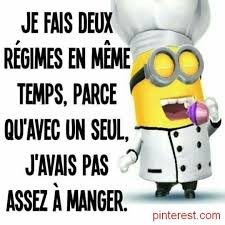 JE FAIS DEUX
RÉGIMES EN MÊME
TEMPS, PARCE
QU'AVEC UN SEUL,
J'AVAIS PAS
ASSEZ À MANGER.
pinterest.com